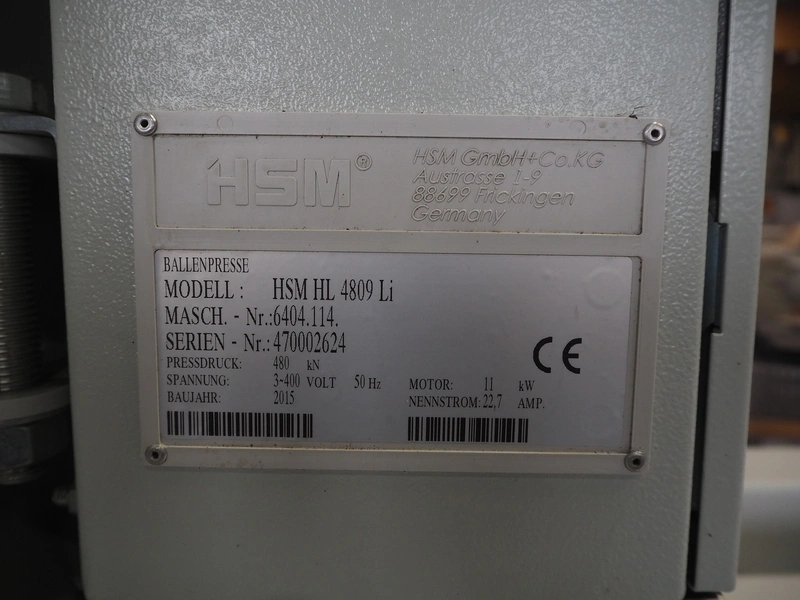 HSM®
HSM GmbH+Co.KG
Austrasse 1-9
88699 Frickingen
Germany
BALLENPRESSE
MODELL : HSM HL 4809 Li
MASCH. - Nr.:6404.114.
SERIEN - Nr.: 470002624
PRESSDRUCK: 480 kN
SPANNUNG: 3-400 VOLT 50 Hz MOTOR: 11 kW
BAUJAHR: 2015 NENNSTROM: 22,7 AMP.
CE